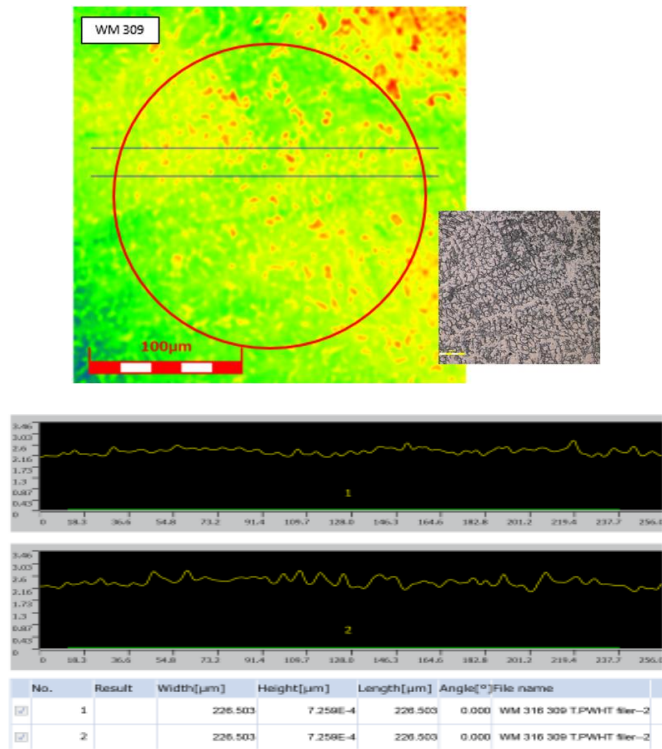 WM 309
100µm
3.46
3.03
2.6
2.16
1.73
1.3
0.87
0.43
0
1
0 18.3 36.6 54.8 73.2 91.4 109.7 128.0 146.3 164.6 182.8 201.2 219.4 237.7 256.0
3.46
3.03
2.6
2.16
1.73
1.3
0.87
0.43
0
2
0 18.3 36.6 54.8 73.2 91.4 109.7 128.0 146.3 164.6 182.8 201.2 219.4 237.7 256.0
No. Result Width[µm] Height[µm] Length[µm] Angle[°] File name
1 226.503 7.259E-4 226.503 0.000 WM 316 309 T.PWHT filer--2
2 226.503 7.259E-4 226.503 0.000 WM 316 309 T.PWHT filer--2